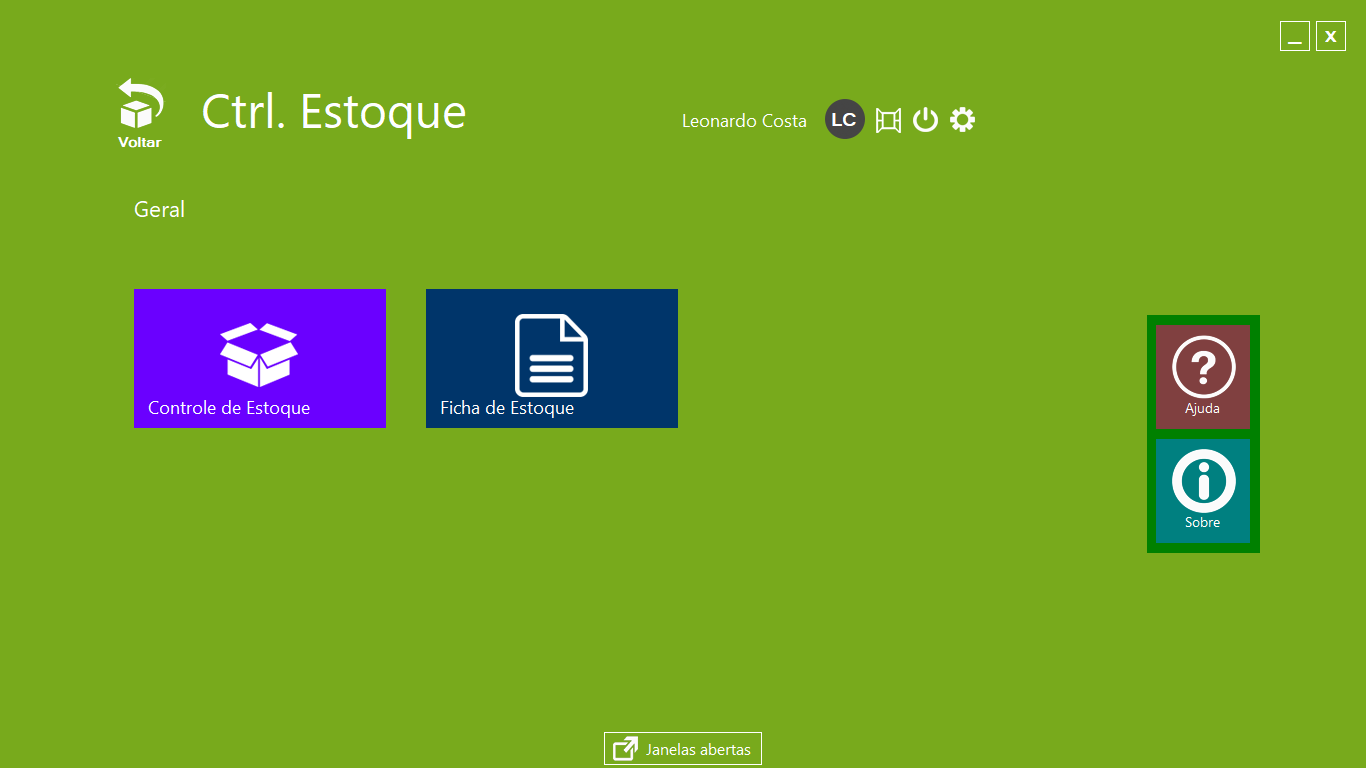 _ x
Voltar
Ctrl. Estoque
Leonardo Costa
LC
Geral
Controle de Estoque
Ficha de Estoque
?
Ajuda
i
Sobre
Janelas abertas